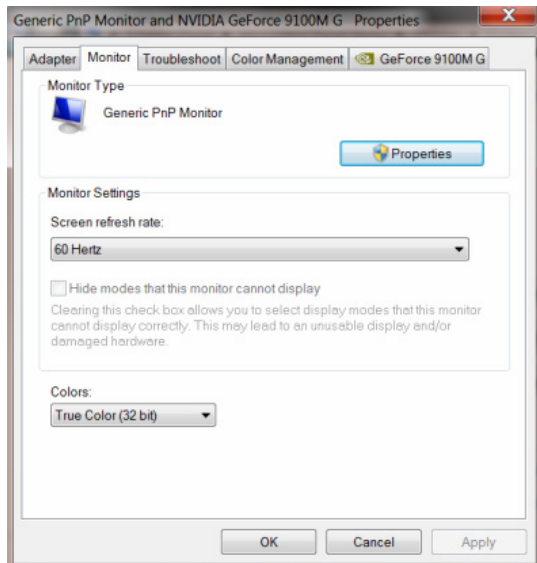 Generic PnP Monitor and NVIDIA GeForce 9100M G Properties
X
Adapter Monitor Troubleshoot Color Management GeForce 9100M G
Monitor Type
Generic PnP Monitor
Properties
Monitor Settings
Screen refresh rate:
60 Hertz
Hide modes that this monitor cannot display
Clearing this check box allows you to select display modes that this monitor
cannot display correctly. This may lead to an unusable display and/or
damaged hardware.
Colors:
True Color (32 bit)
OK Cancel Apply